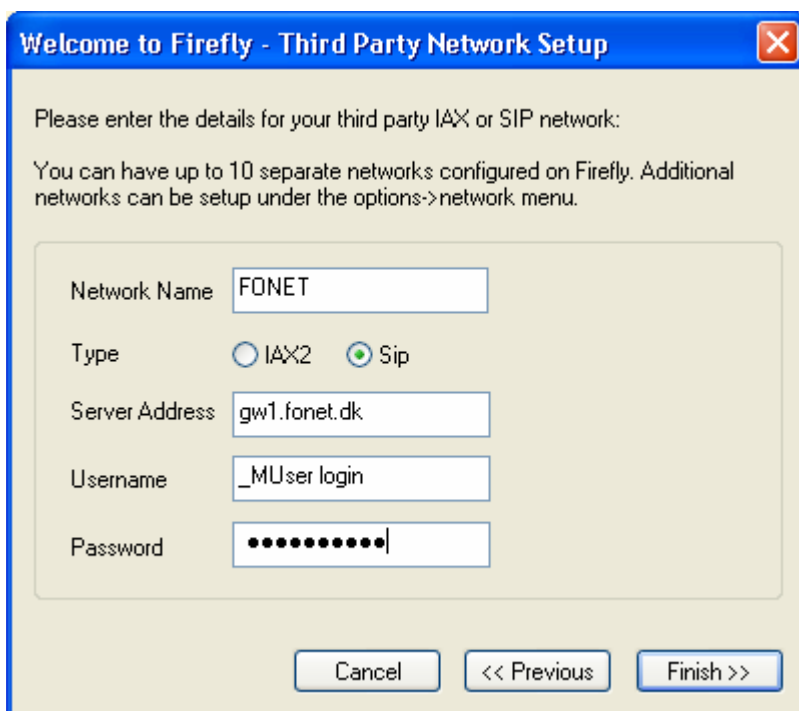 Welcome to Firefly - Third Party Network Setup
Please enter the details for your third party IAX or SIP network:
You can have up to 10 separate networks configured on Firefly. Additional
networks can be setup under the options->network menu.
Network Name FONET
Type IAX2 Sip
Server Address gw1.fonet.dk
Username _MUser login
Password ●●●●●●●●●●
Cancel << Previous Finish >>